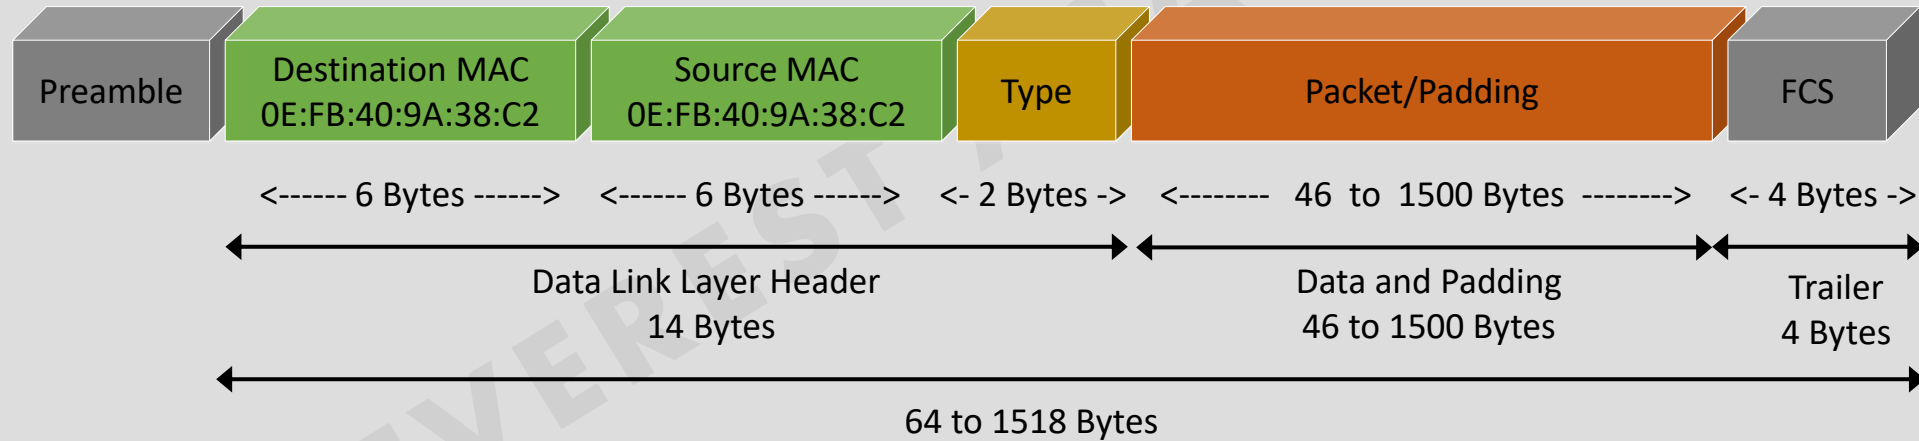 Preamble
Destination MAC
0E:FB:40:9A:38:C2
Source MAC
0E:FB:40:9A:38:C2
Type
Packet/Padding
FCS
<------ 6 Bytes ------>
<------ 6 Bytes ------>
<- 2 Bytes ->
<-------- 46 to 1500 Bytes -------->
<- 4 Bytes ->
Data Link Layer Header
14 Bytes
Data and Padding
46 to 1500 Bytes
Trailer
4 Bytes
64 to 1518 Bytes